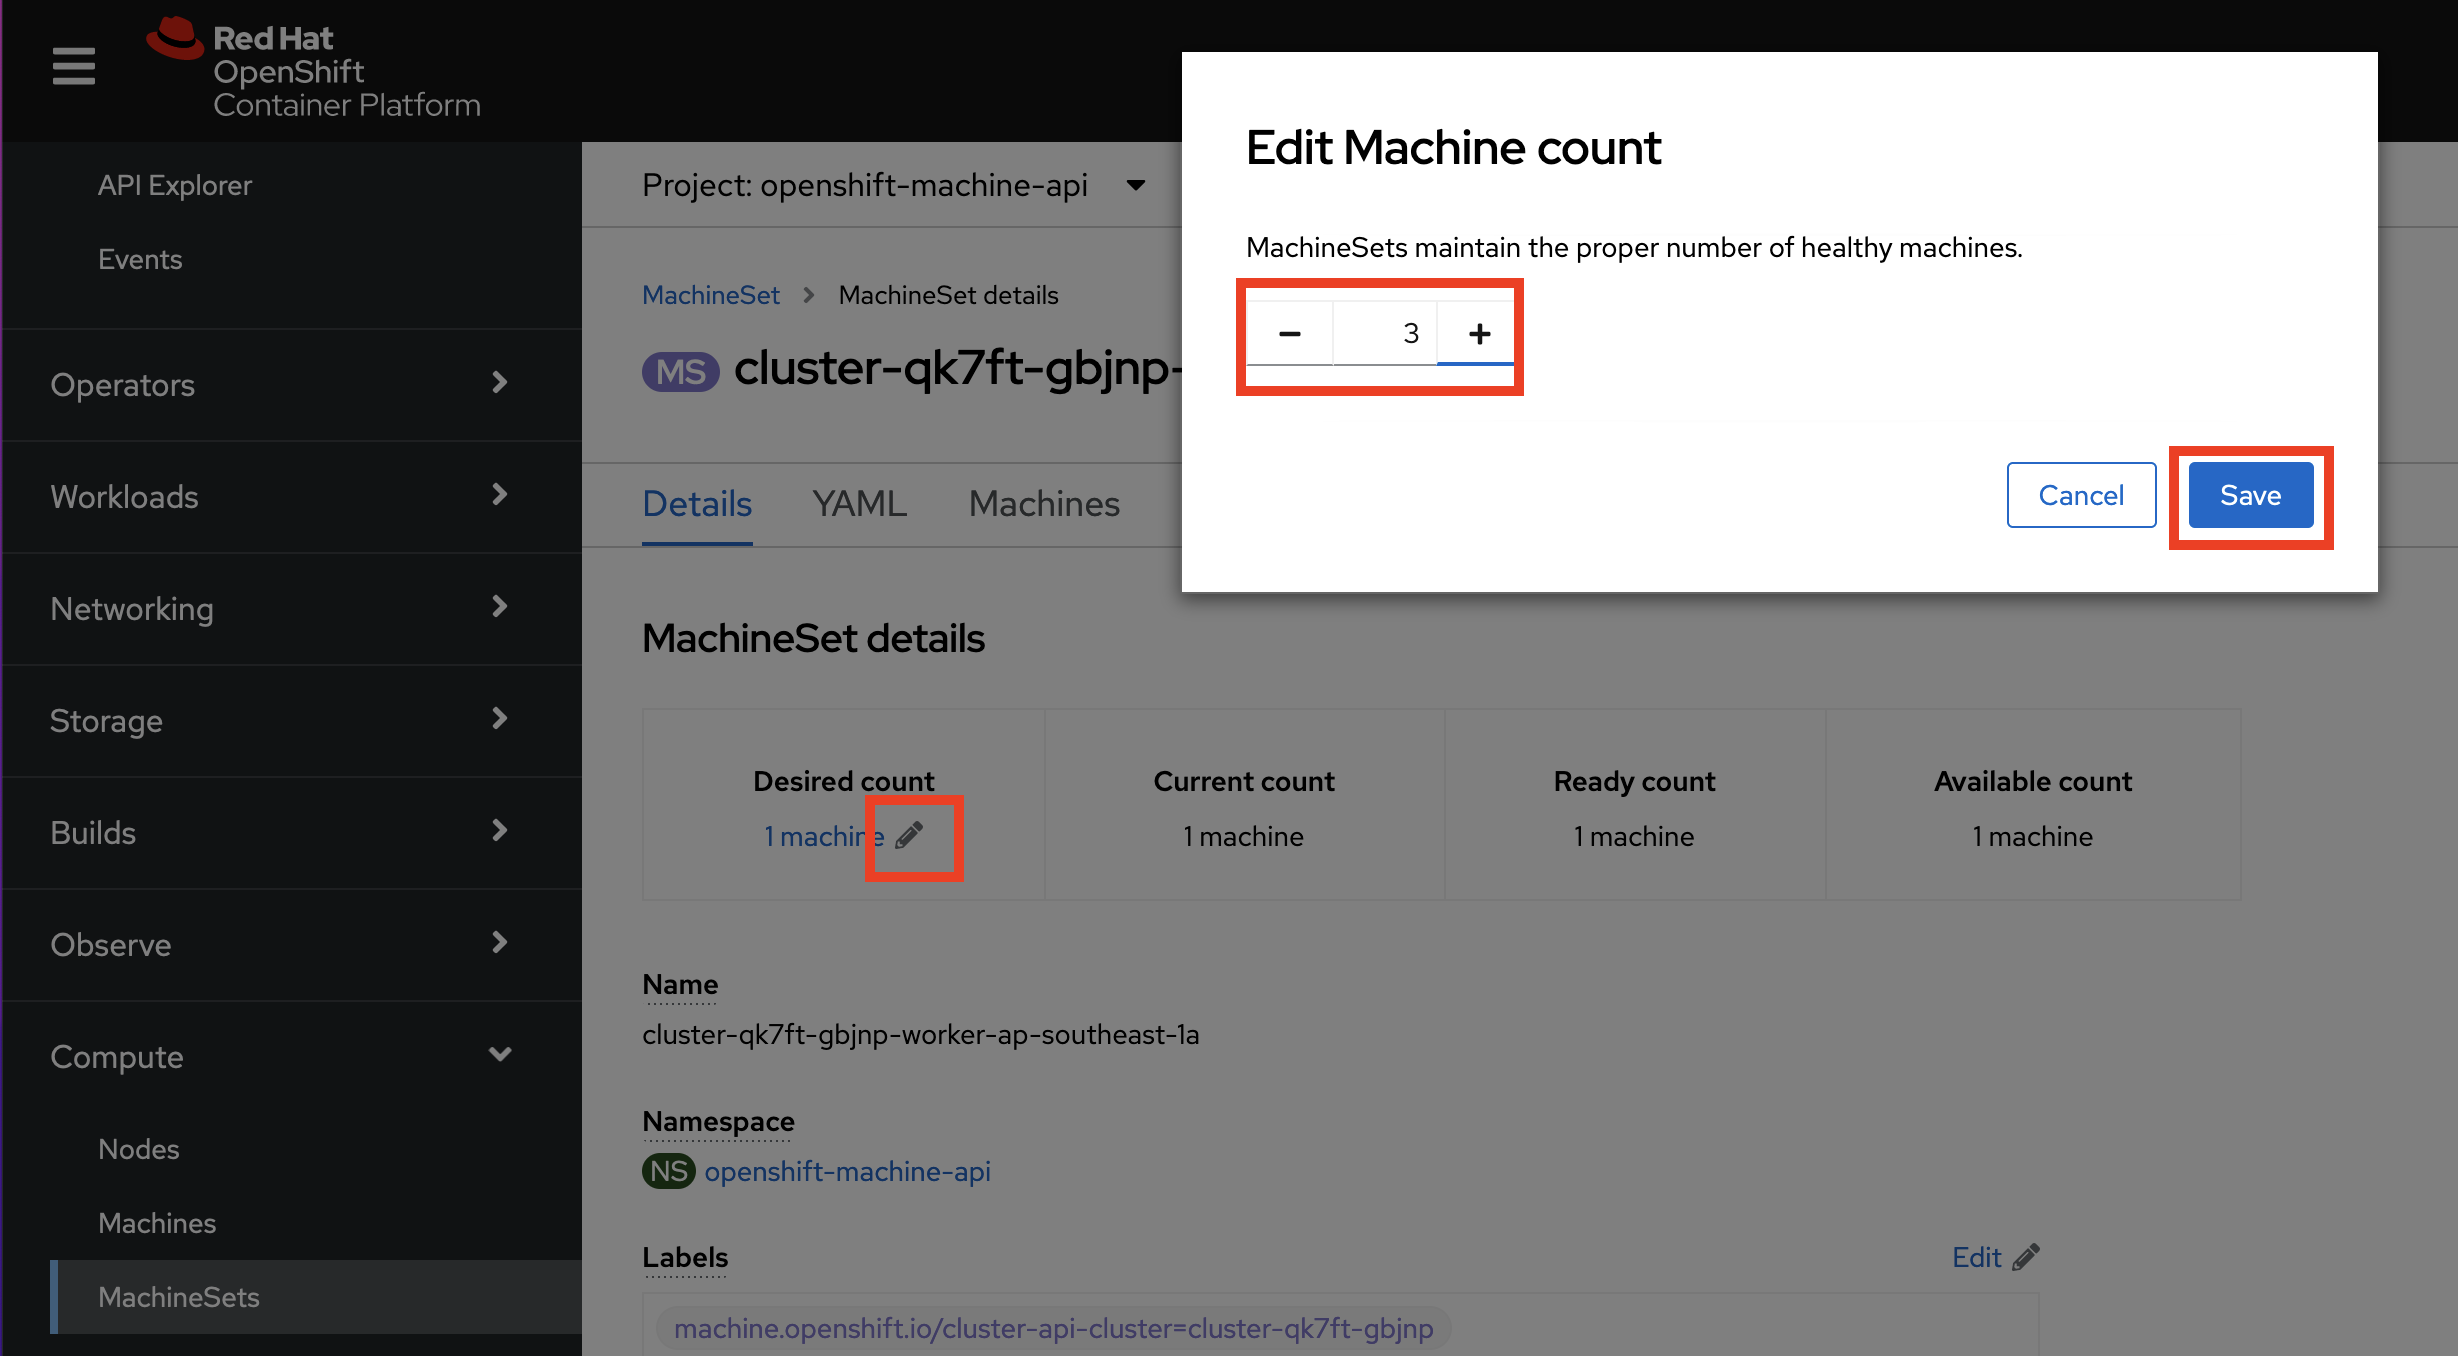 Red Hat
OpenShift
Container Platform
API Explorer
Events
Operators
Workloads
Networking
Storage
Builds
Observe
Compute
Nodes
Machines
MachineSets
Project: openshift-machine-api
MachineSet
MachineSet details
MS cluster-qk7ft-gbjnp-
Details
YAML
Machines
MachineSet details
Desired count
1 machine
Current count
1 machine
Ready count
1 machine
Available count
1 machine
Name
cluster-qk7ft-gbjnp-worker-ap-southeast-1a
Namespace
NS openshift-machine-api
Labels
Edit
machine.openshift.io/cluster-api-cluster=cluster-qk7ft-gbjnp
Edit Machine count
MachineSets maintain the proper number of healthy machines.
3
Cancel
Save